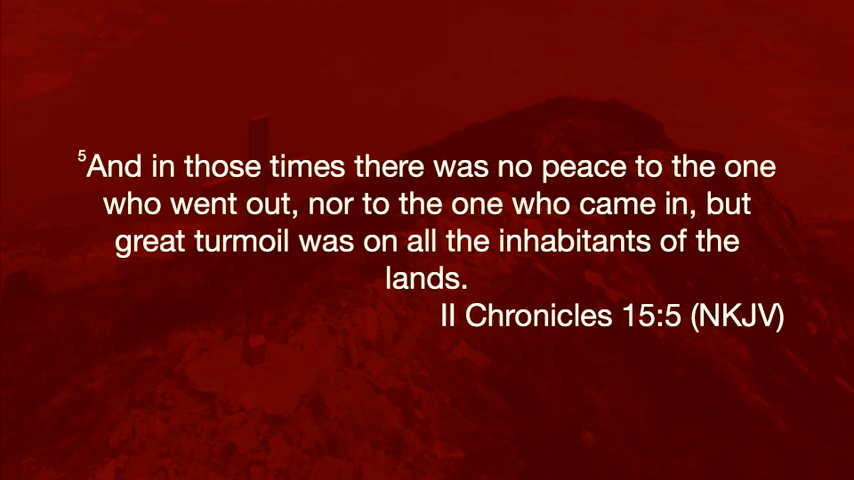 ⁵And in those times there was no peace to the one
who went out, nor to the one who came in, but
great turmoil was on all the inhabitants of the
lands.
II Chronicles 15:5 (NKJV)